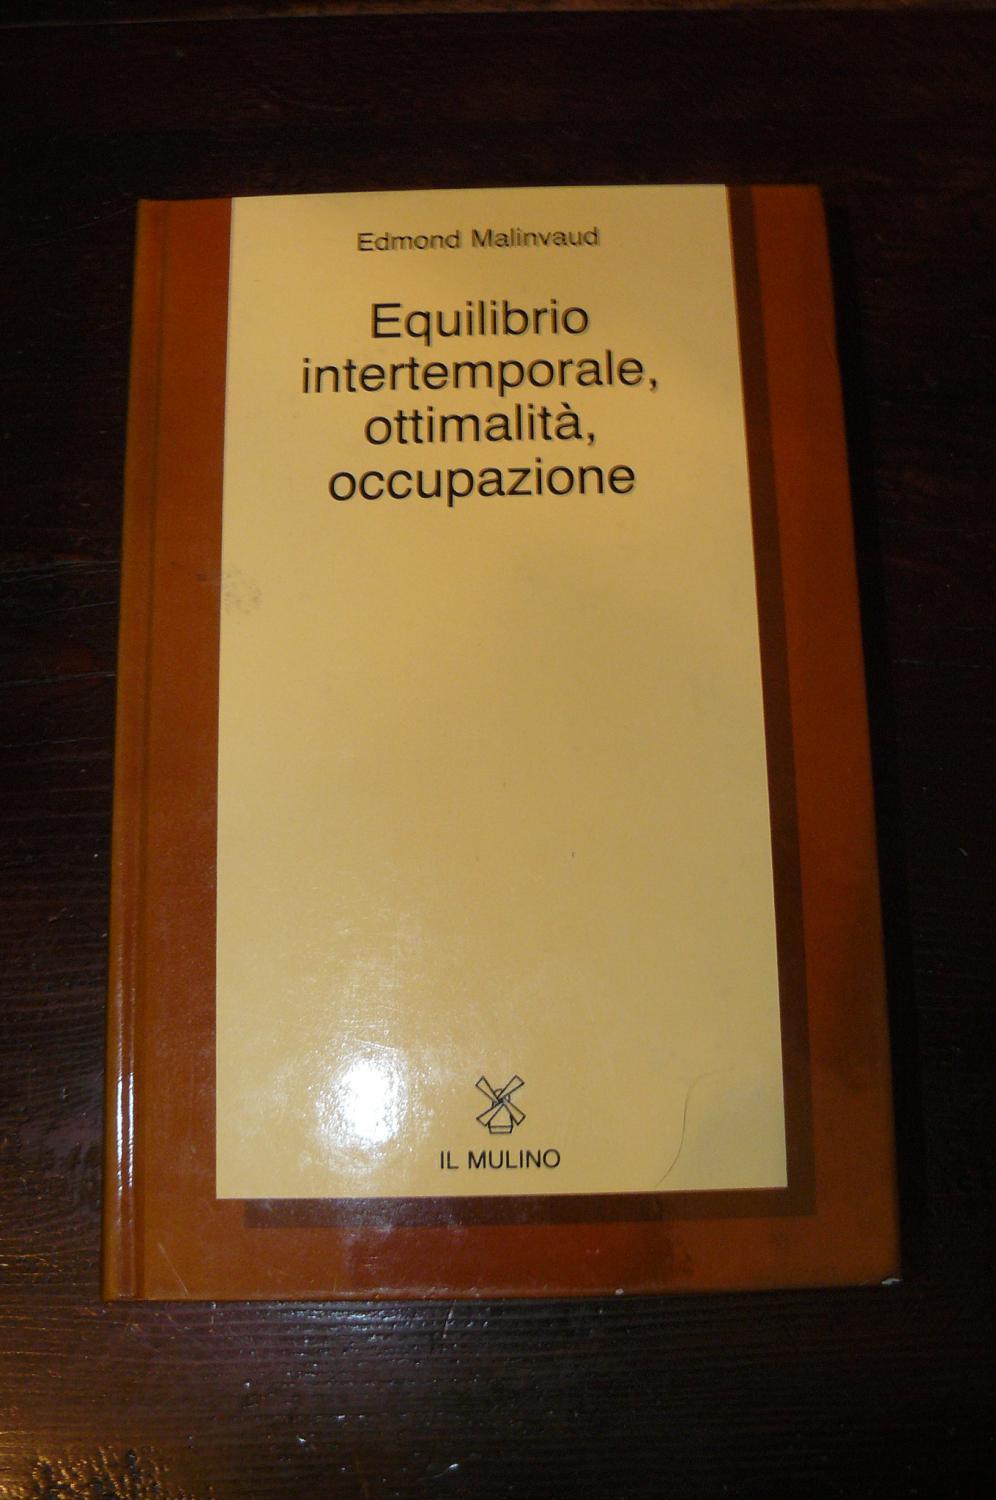 Edmond Malinvaud
Equilibrio
intertemporale,
ottimalità,
occupazione
IL MULINO